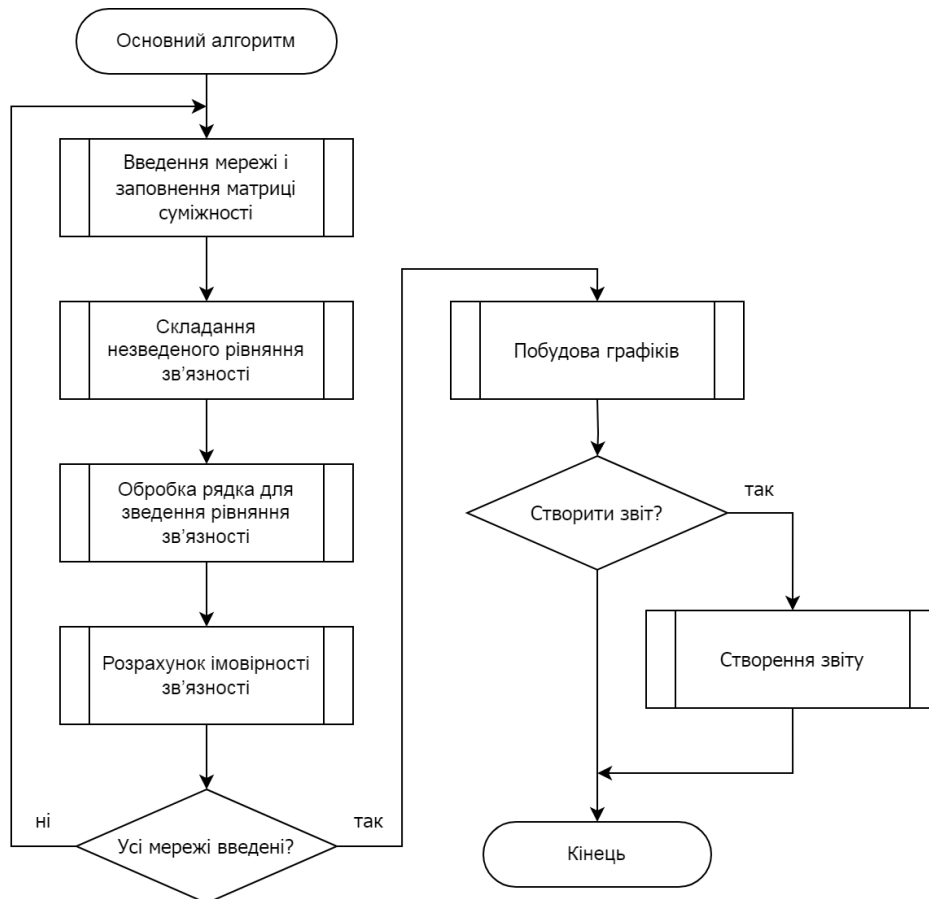 Основний алгоритм
Введення мережі і
заповнення матриці
суміжності
Складання
незведеного рівняння
зв’язності
Обробка рядка для
зведення рівняння
зв’язності
Розрахунок імовірності
зв’язності
ні
Усі мережі введені?
так
Побудова графіків
Створити звіт?
так
Створення звіту
Кінець